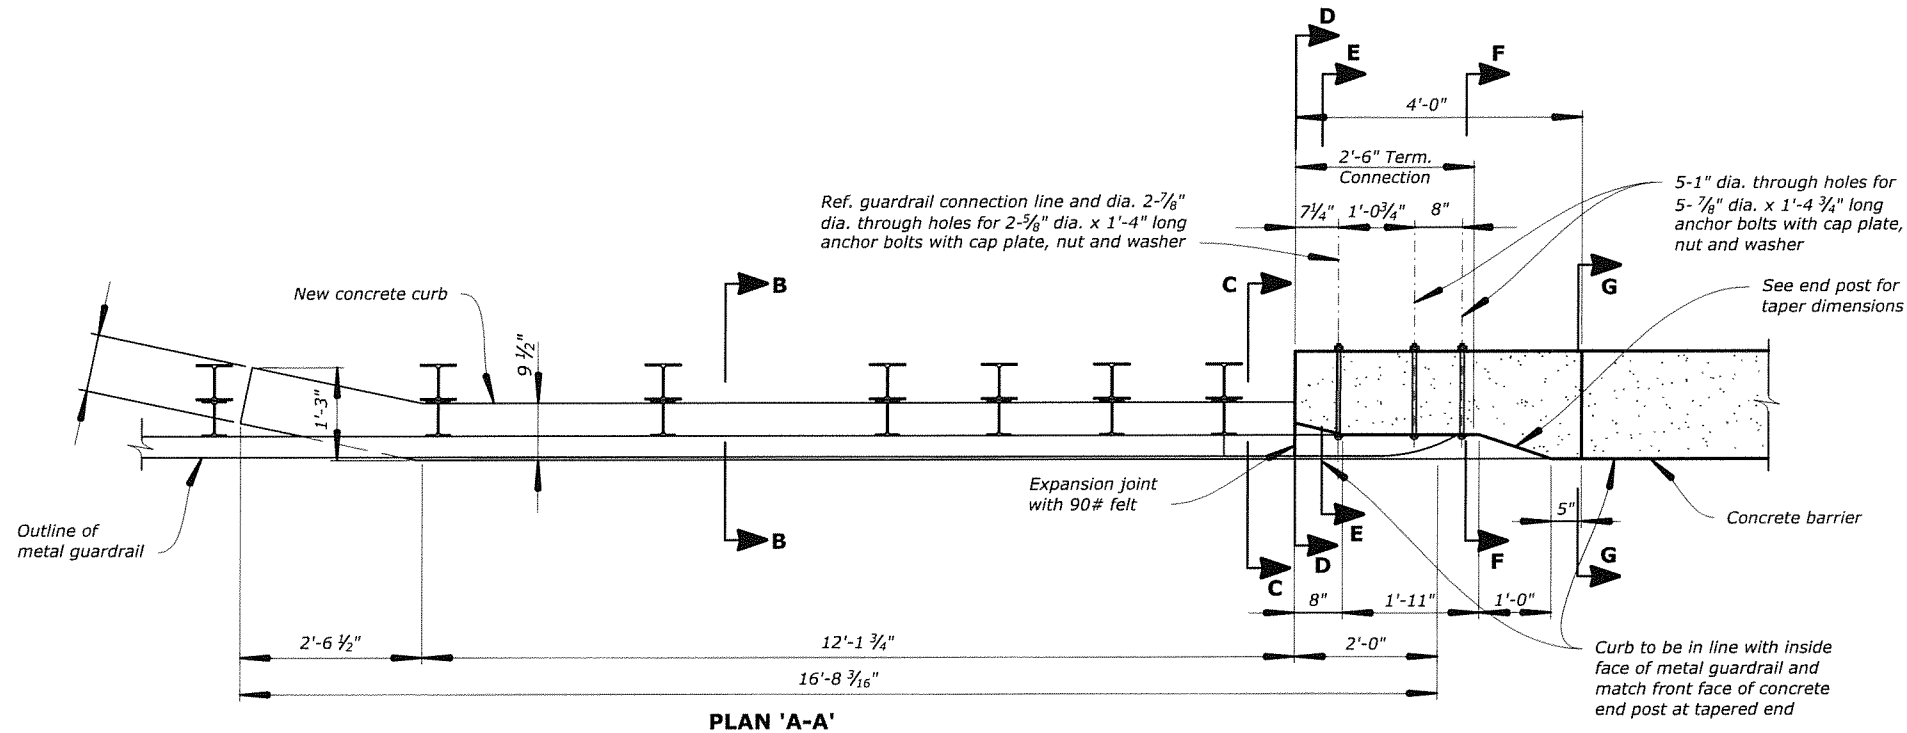 D
E
F
4'-0"
2'-6" Term.
Connection
7¼"
1'-0¾"
8"
Ref. guardrail connection line and dia. 2-⅞"
dia. through holes for 2-⅝" dia. x 1'-4" long
anchor bolts with cap plate, nut and washer
5-1" dia. through holes for
5- ⅞" dia. x 1'-4 ¾" long
anchor bolts with cap plate,
nut and washer
B
C
G
New concrete curb
See end post for
taper dimensions
9 ½"
1'-3"
Expansion joint
with 90# felt
Outline of
metal guardrail
Concrete barrier
5"
B
E
D
F
G
C
8"
1'-11"
1'-0"
2'-6 ½"
12'-1 ¾"
2'-0"
16'-8 3/16"
Curb to be in line with inside
face of metal guardrail and
match front face of concrete
end post at tapered end
PLAN 'A-A'